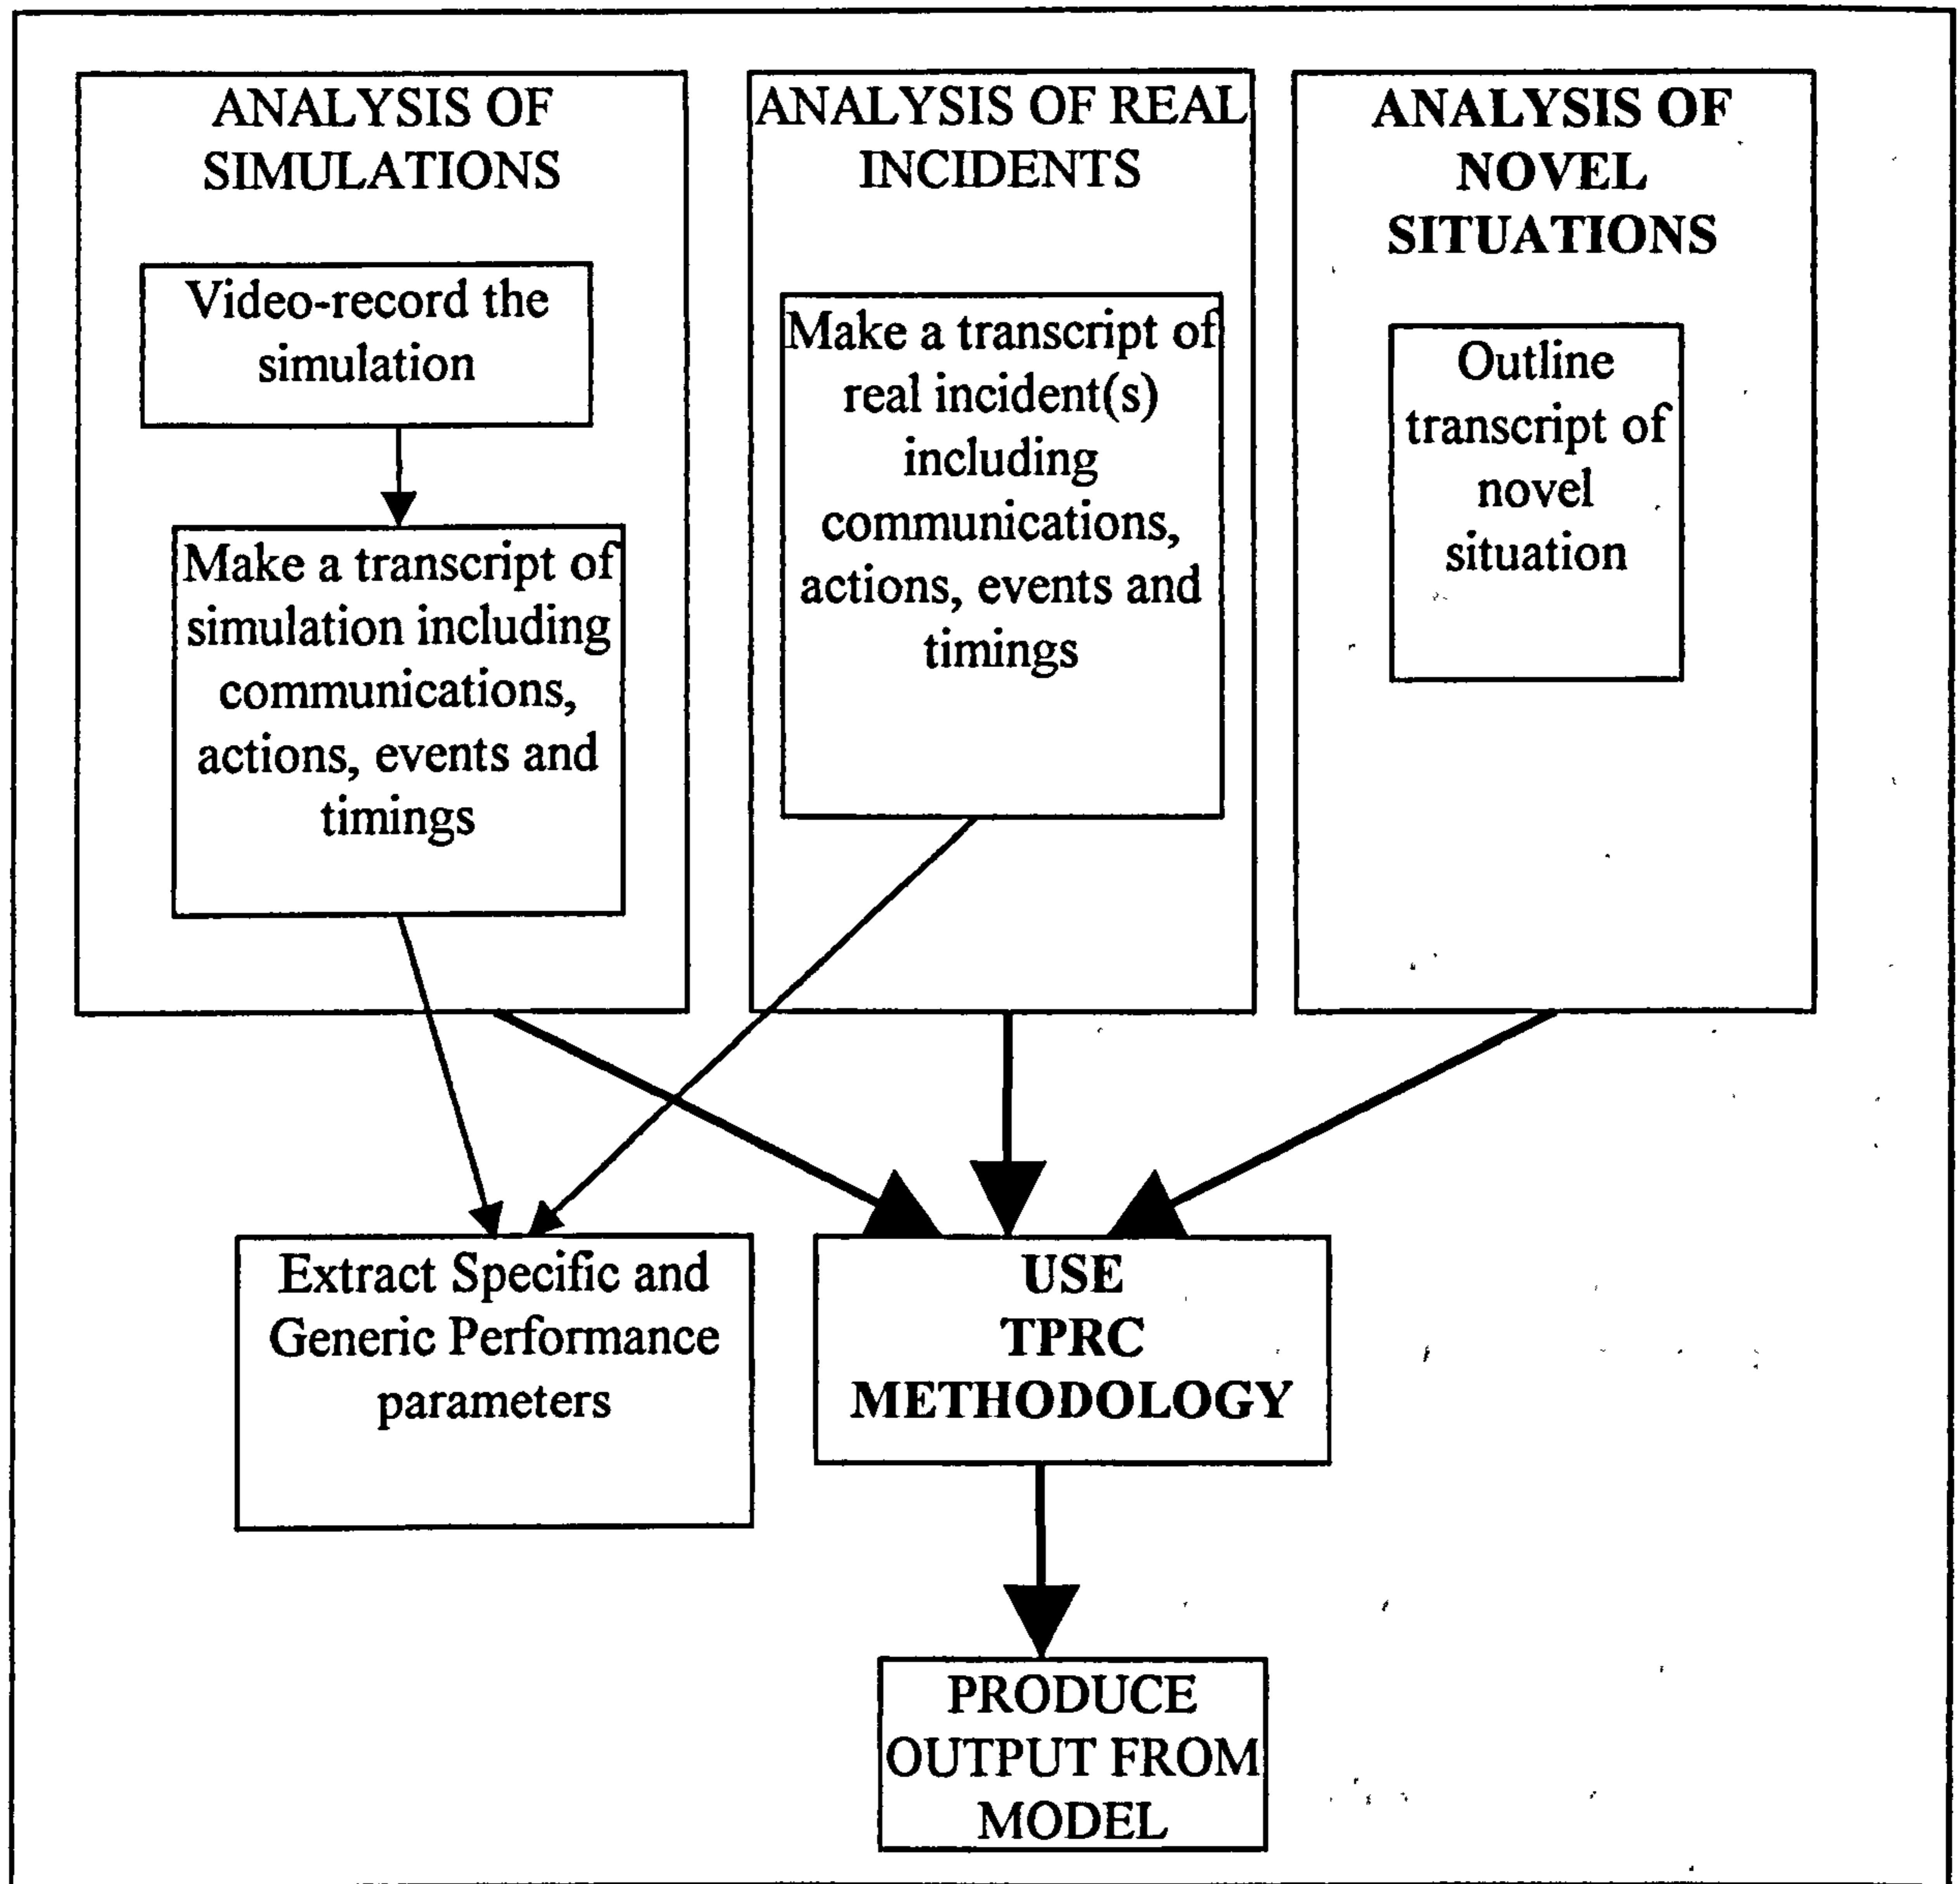 ANALYSIS OF
SIMULATIONS
Video-record the
simulation
Make a transcript of
simulation including
communications,
actions, events and
timings
ANALYSIS OF REAL
INCIDENTS
Make a transcript of
real incident(s)
including
communications,
actions, events and
timings
ANALYSIS OF
NOVEL
SITUATIONS
Outline
transcript of
novel
situation
Extract Specific and
Generic Performance
parameters
USE
TPRC
METHODOLOGY
PRODUCE
OUTPUT FROM
MODEL